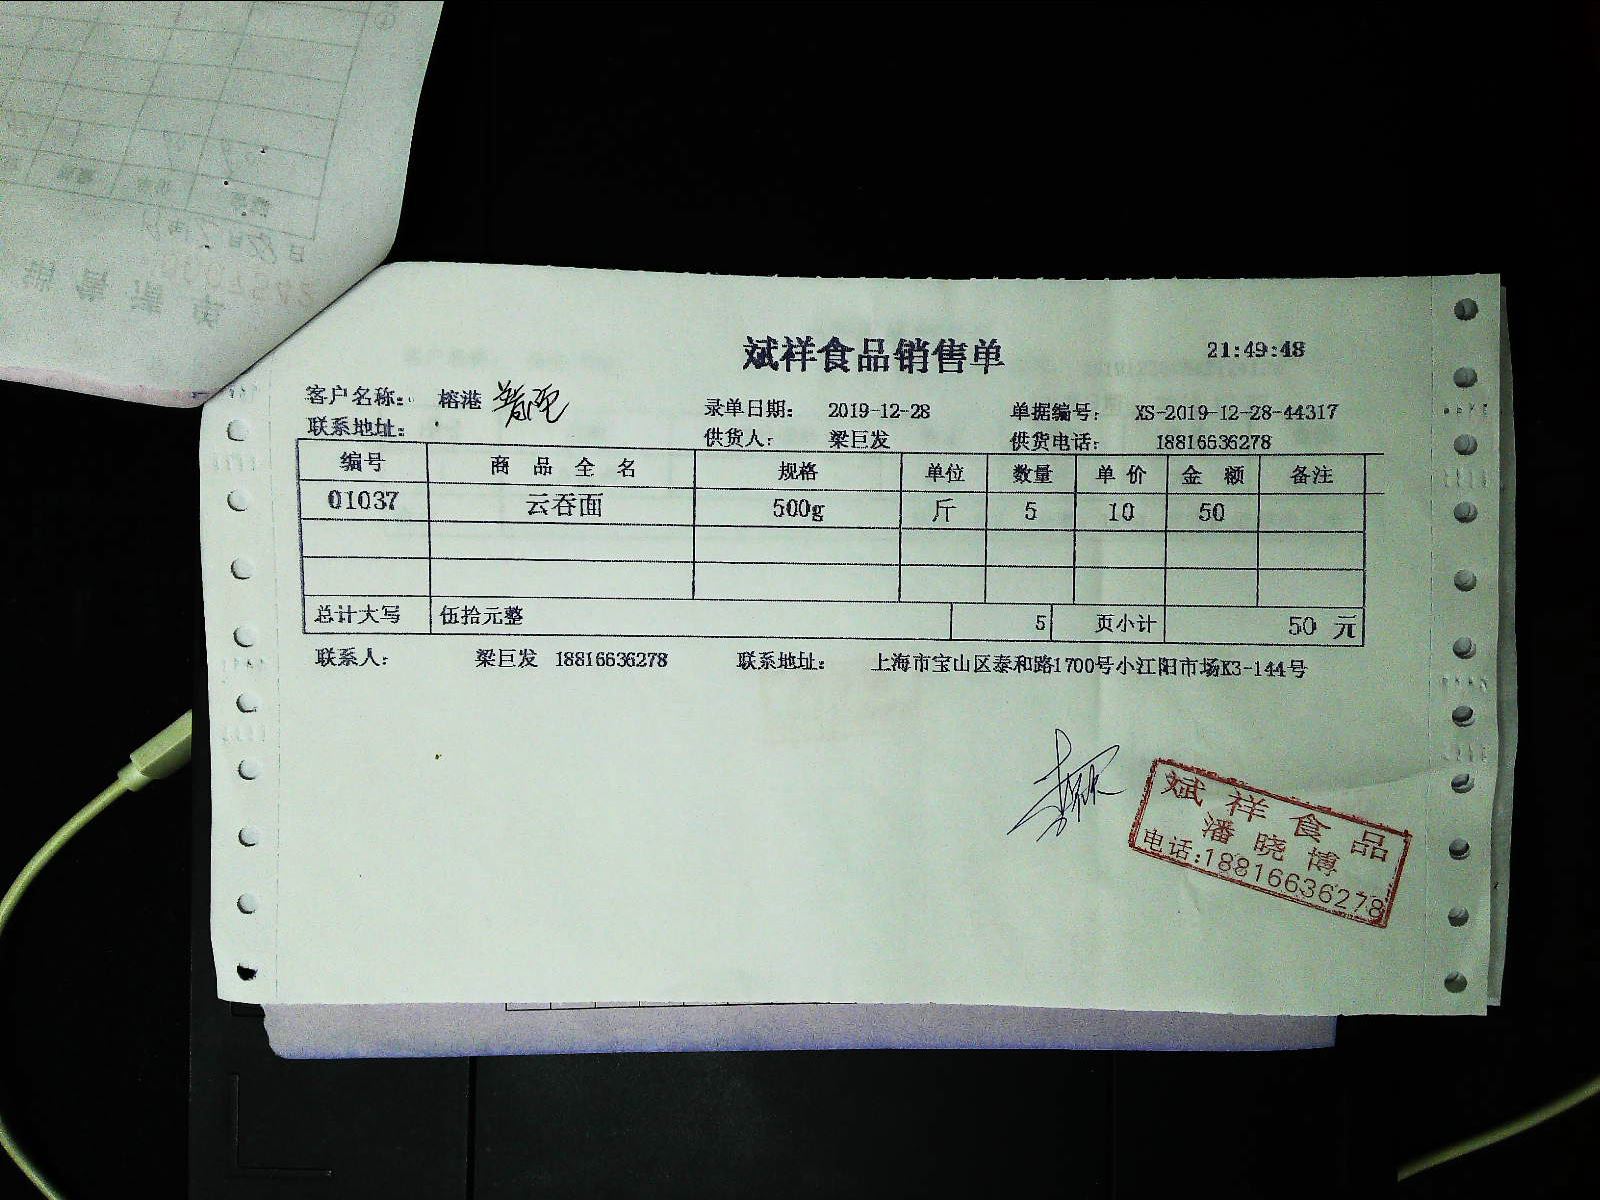 斌祥食品销售单
21:49:48
客户名称: 榕港
录单日期: 2019-12-28 单据编号: XS-2019-12-28-44317
联系地址:
供货人: 梁巨发 供货电话: 18816636278
编号 商品全名 规格 单位 数量 单价 金额 备注
01037 云吞面 500g 斤 5 10 50
总计大写 伍拾元整 5 页小计 50 元
联系人: 梁巨发 18816636278 联系地址: 上海市宝山区泰和路1700号小江阳市场K3-144号
斌祥食品
潘晓博
电话:18816636278